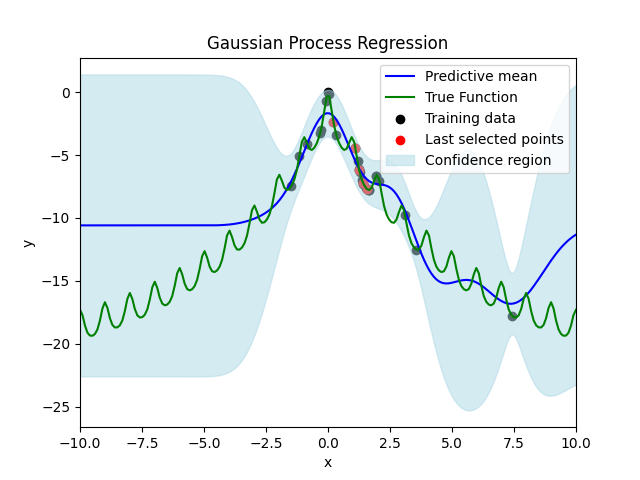 Gaussian Process Regression
Predictive mean
True Function
Training data
Last selected points
Confidence region
y
0
−5
−10
−15
−20
−25
−10.0 −7.5 −5.0 −2.5 0.0 2.5 5.0 7.5 10.0
x